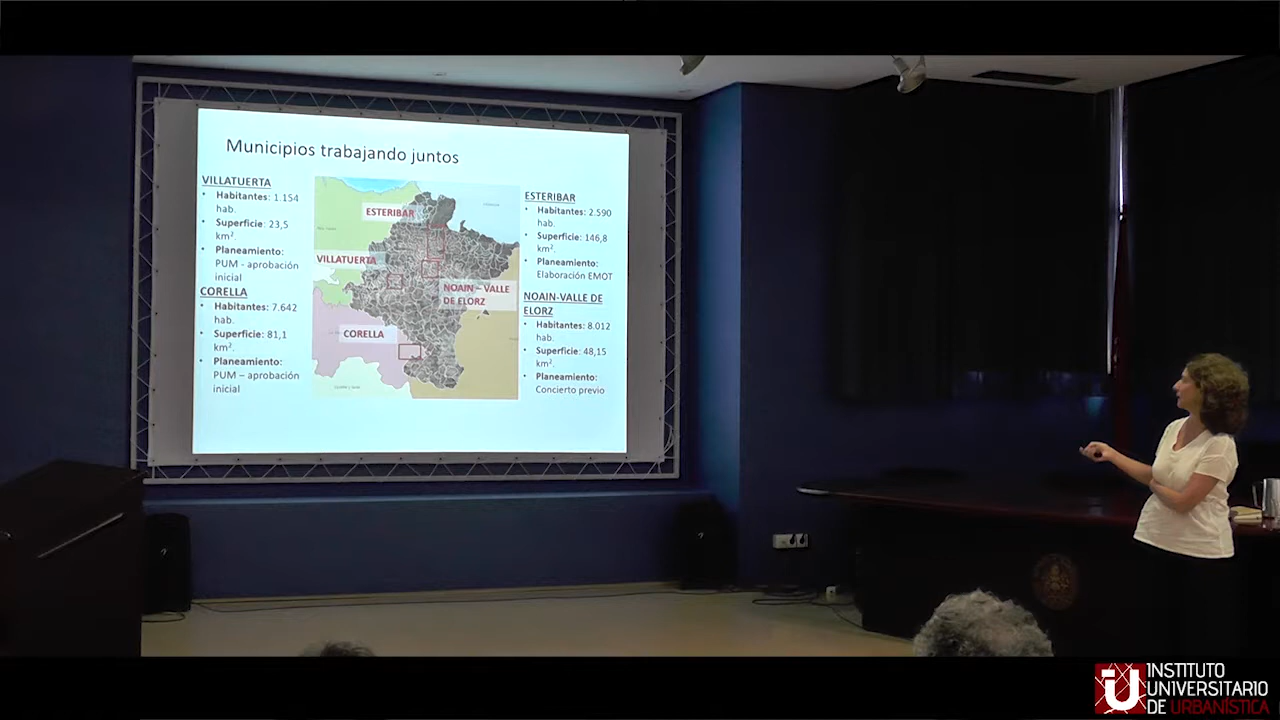 Municipios trabajando juntos
VILLATUERTA
• Habitantes: 1.154
hab.
• Superficie: 23,5
km².
• Planeamiento:
PUM - aprobación
inicial
CORELLA
• Habitantes: 7.642
hab.
• Superficie: 81,1
km².
• Planeamiento:
PUM – aprobación
inicial
ESTERIBAR
VILLATUERTA
NOAIN – VALLE
DE ELORZ
CORELLA
ESTERIBAR
• Habitantes: 2.590
hab.
• Superficie: 146,8
km².
• Planeamiento:
Elaboración EMOT
NOAIN-VALLE DE
ELORZ
• Habitantes: 8.012
hab.
• Superficie: 48,15
km².
• Planeamiento:
Concierto previo
iU INSTITUTO
UNIVERSITARIO
DE URBANÍSTICA